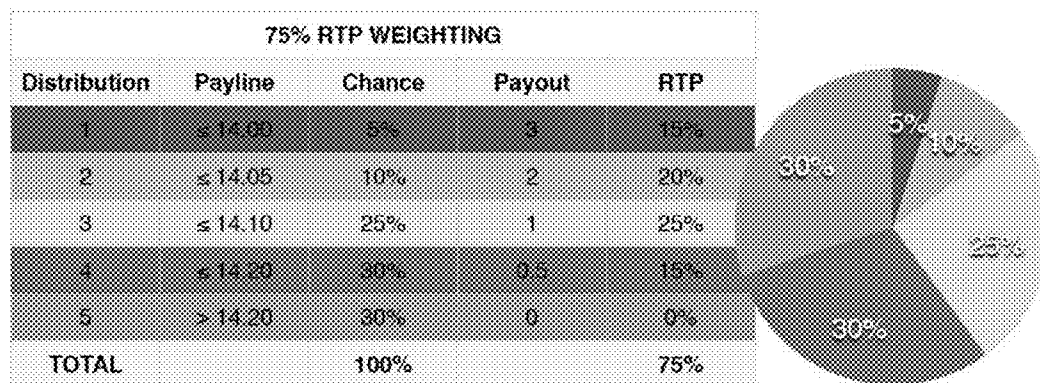 75% RTP WEIGHTING
Distribution Payline Chance Payout RTP
1 ≤ 14.00 5% 3 15%
2 ≤ 14.05 10% 2 20%
3 ≤ 14.10 25% 1 25%
4 ≤ 14.20 30% 0.5 15%
5 > 14.20 30% 0 0%
TOTAL 100% 75%
5%
10%
30%
25%
30%